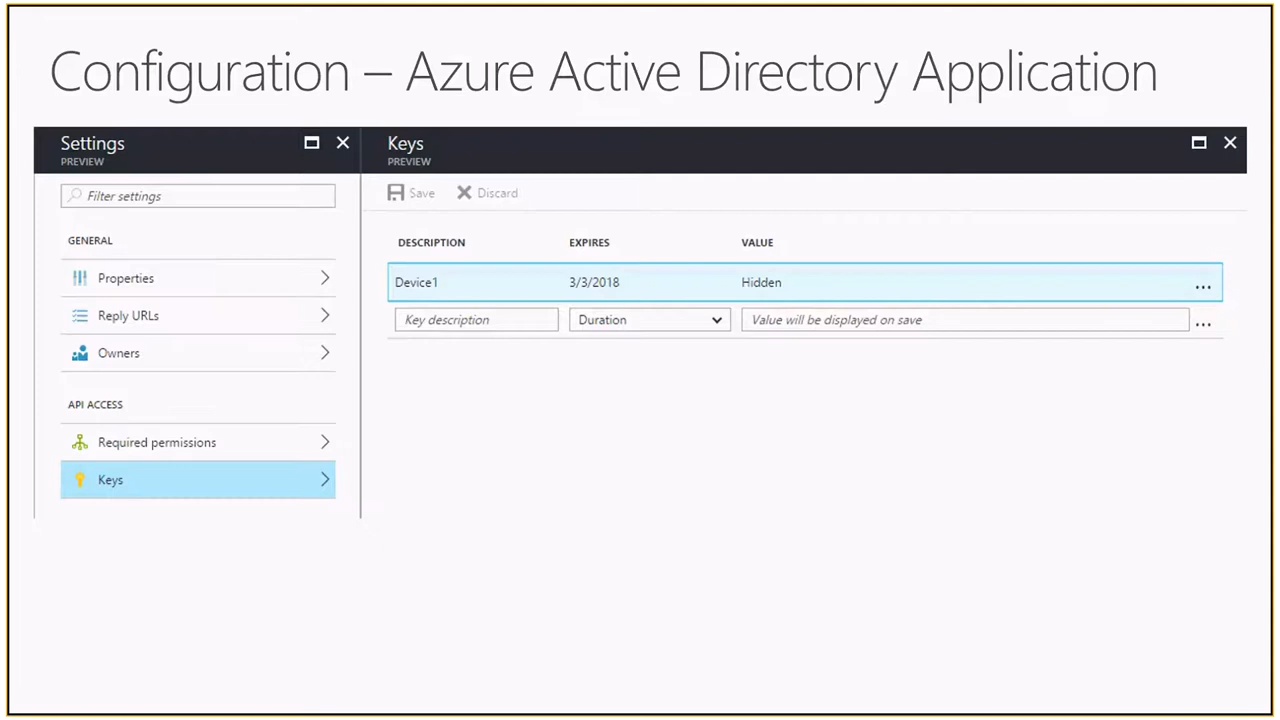 Configuration – Azure Active Directory Application
Settings
PREVIEW
Filter settings
GENERAL
Properties
Reply URLs
Owners
API ACCESS
Required permissions
Keys
Keys
PREVIEW
Save Discard
DESCRIPTION EXPIRES VALUE
Device1 3/3/2018 Hidden ...
Key description Duration Value will be displayed on save ...